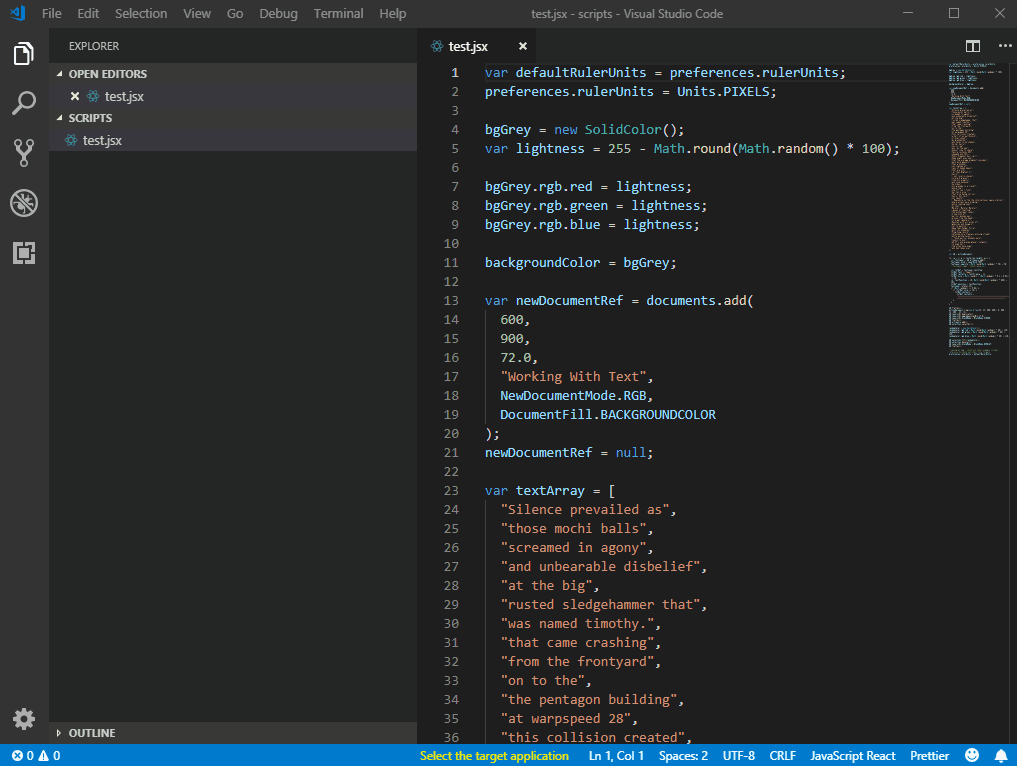 File Edit Selection View Go Debug Terminal Help test.jsx - scripts - Visual Studio Code
EXPLORER
OPEN EDITORS
test.jsx
SCRIPTS
test.jsx
OUTLINE
test.jsx
1 var defaultRulerUnits = preferences.rulerUnits;
2 preferences.rulerUnits = Units.PIXELS;
3
4 bgGrey = new SolidColor();
5 var lightness = 255 - Math.round(Math.random() * 100);
6
7 bgGrey.rgb.red = lightness;
8 bgGrey.rgb.green = lightness;
9 bgGrey.rgb.blue = lightness;
10
11 backgroundColor = bgGrey;
12
13 var newDocumentRef = documents.add(
14 600,
15 900,
16 72.0,
17 "Working With Text",
18 NewDocumentMode.RGB,
19 DocumentFill.BACKGROUNDCOLOR
20 );
21 newDocumentRef = null;
22
23 var textArray = [
24 "Silence prevailed as",
25 "those mochi balls",
26 "screamed in agony",
27 "and unbearable disbelief",
28 "at the big",
29 "rusted sledgehammer that",
30 "was named timothy.",
31 "that came crashing",
32 "from the frontyard",
33 "on to the",
34 "the pentagon building",
35 "at warpspeed 28",
36 "this collision created",
0 0 Select the target application Ln 1, Col 1 Spaces: 2 UTF-8 CRLF JavaScript React Prettier